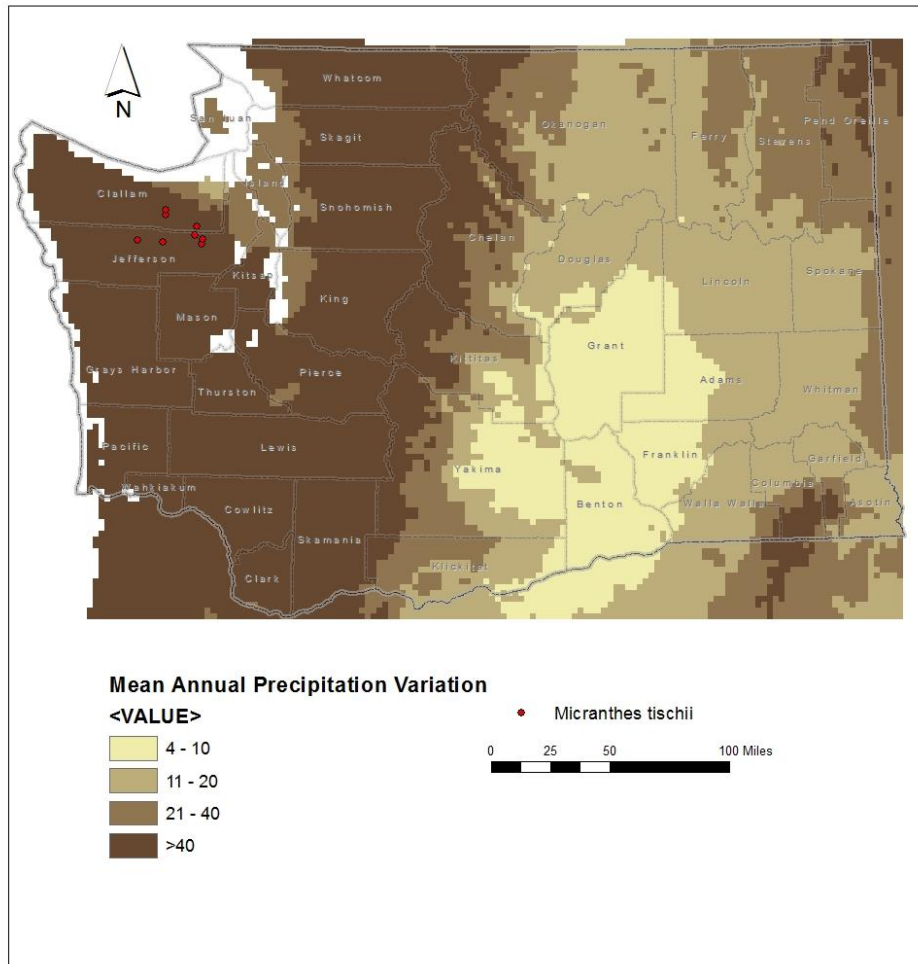 N
Whatcom
San Juan
Skagit
Okanogan
Ferry
Stevens
Pend Oreille
Clallam
Island
Snohomish
Chelan
Jefferson
Kitsap
Douglas
Lincoln
Spokane
King
Mason
Grant
Grays Harbor
Kittitas
Pierce
Thurston
Adams
Whitman
Pacific
Lewis
Yakima
Franklin
Garfield
Wahkiakum
Columbia
Benton
Walla Walla
Asotin
Cowlitz
Skamania
Klickitat
Clark
Mean Annual Precipitation Variation
<VALUE>
4 - 10
11 - 20
21 - 40
>40
Micranthes tischii
0 25 50 100 Miles